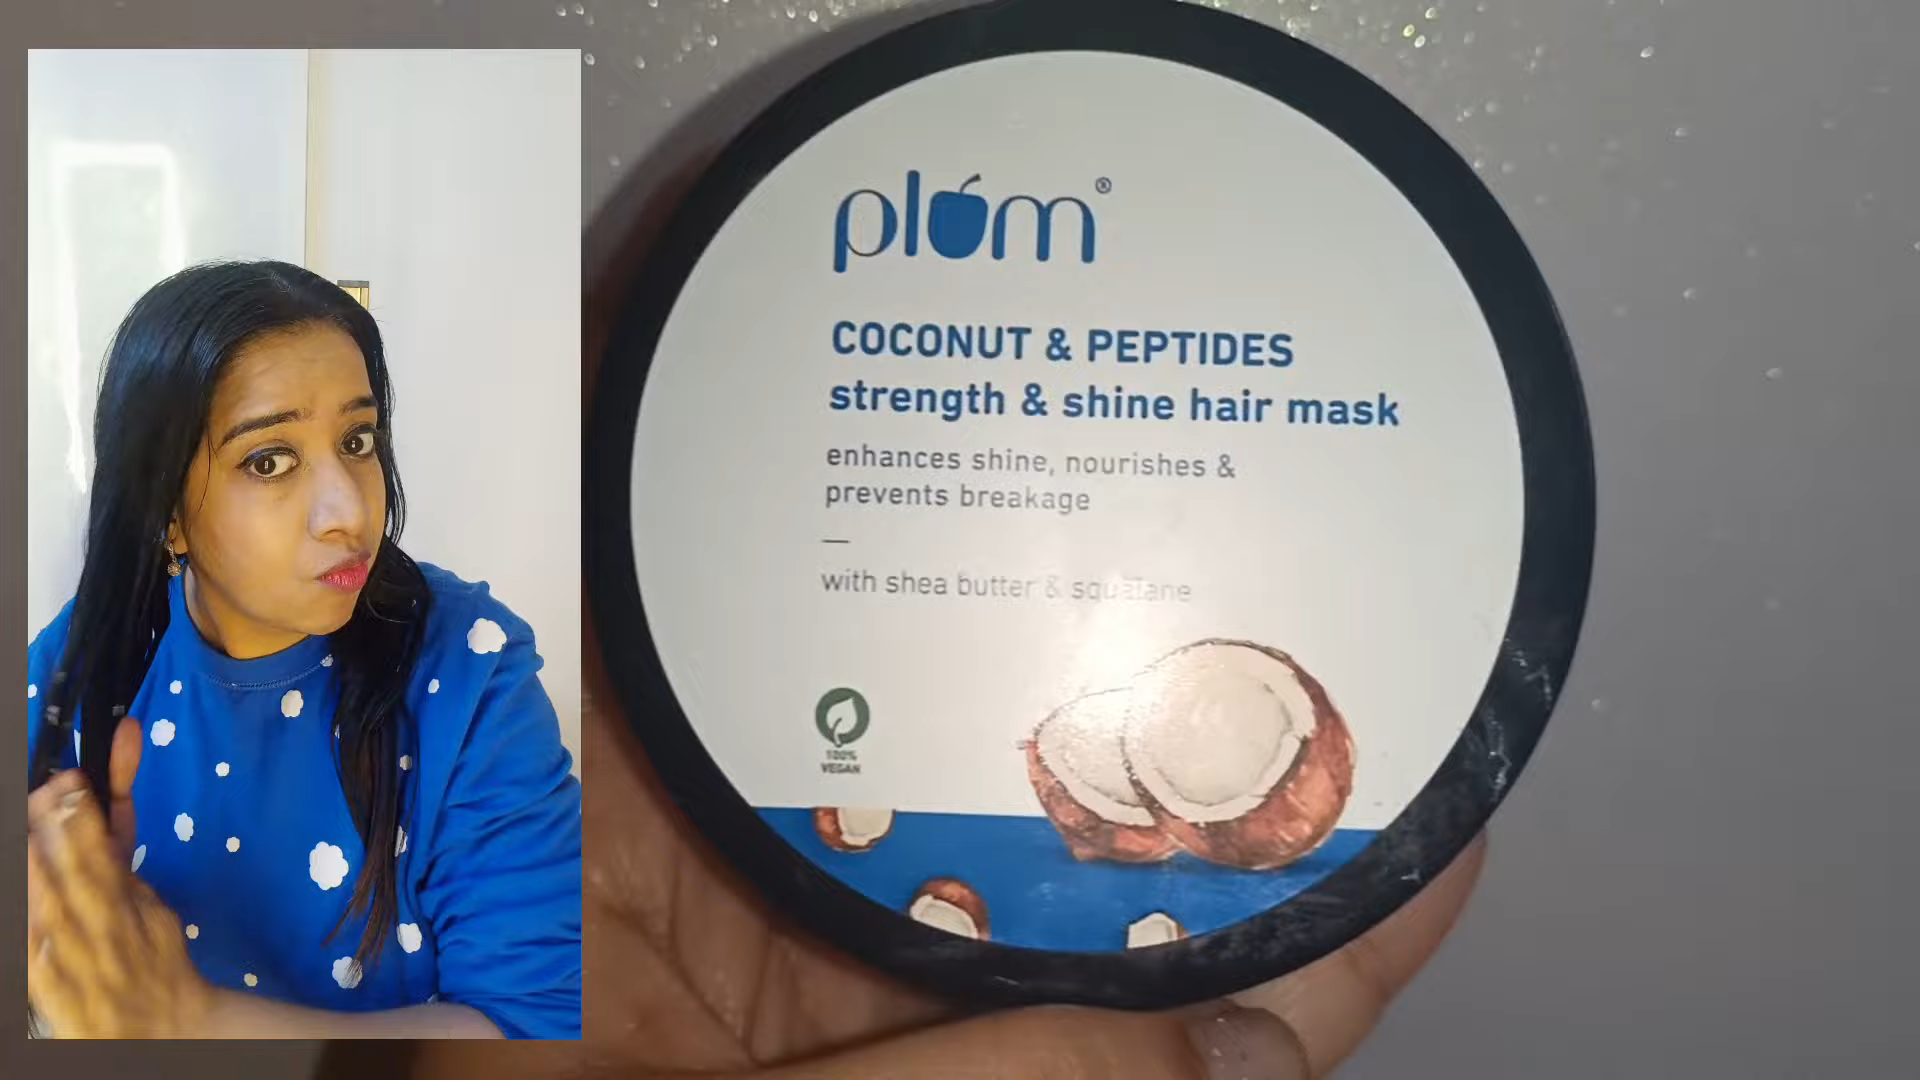 plum®
COCONUT & PEPTIDES
strength & shine hair mask
enhances shine, nourishes &
prevents breakage
with shea butter & squalane
100%
VEGAN